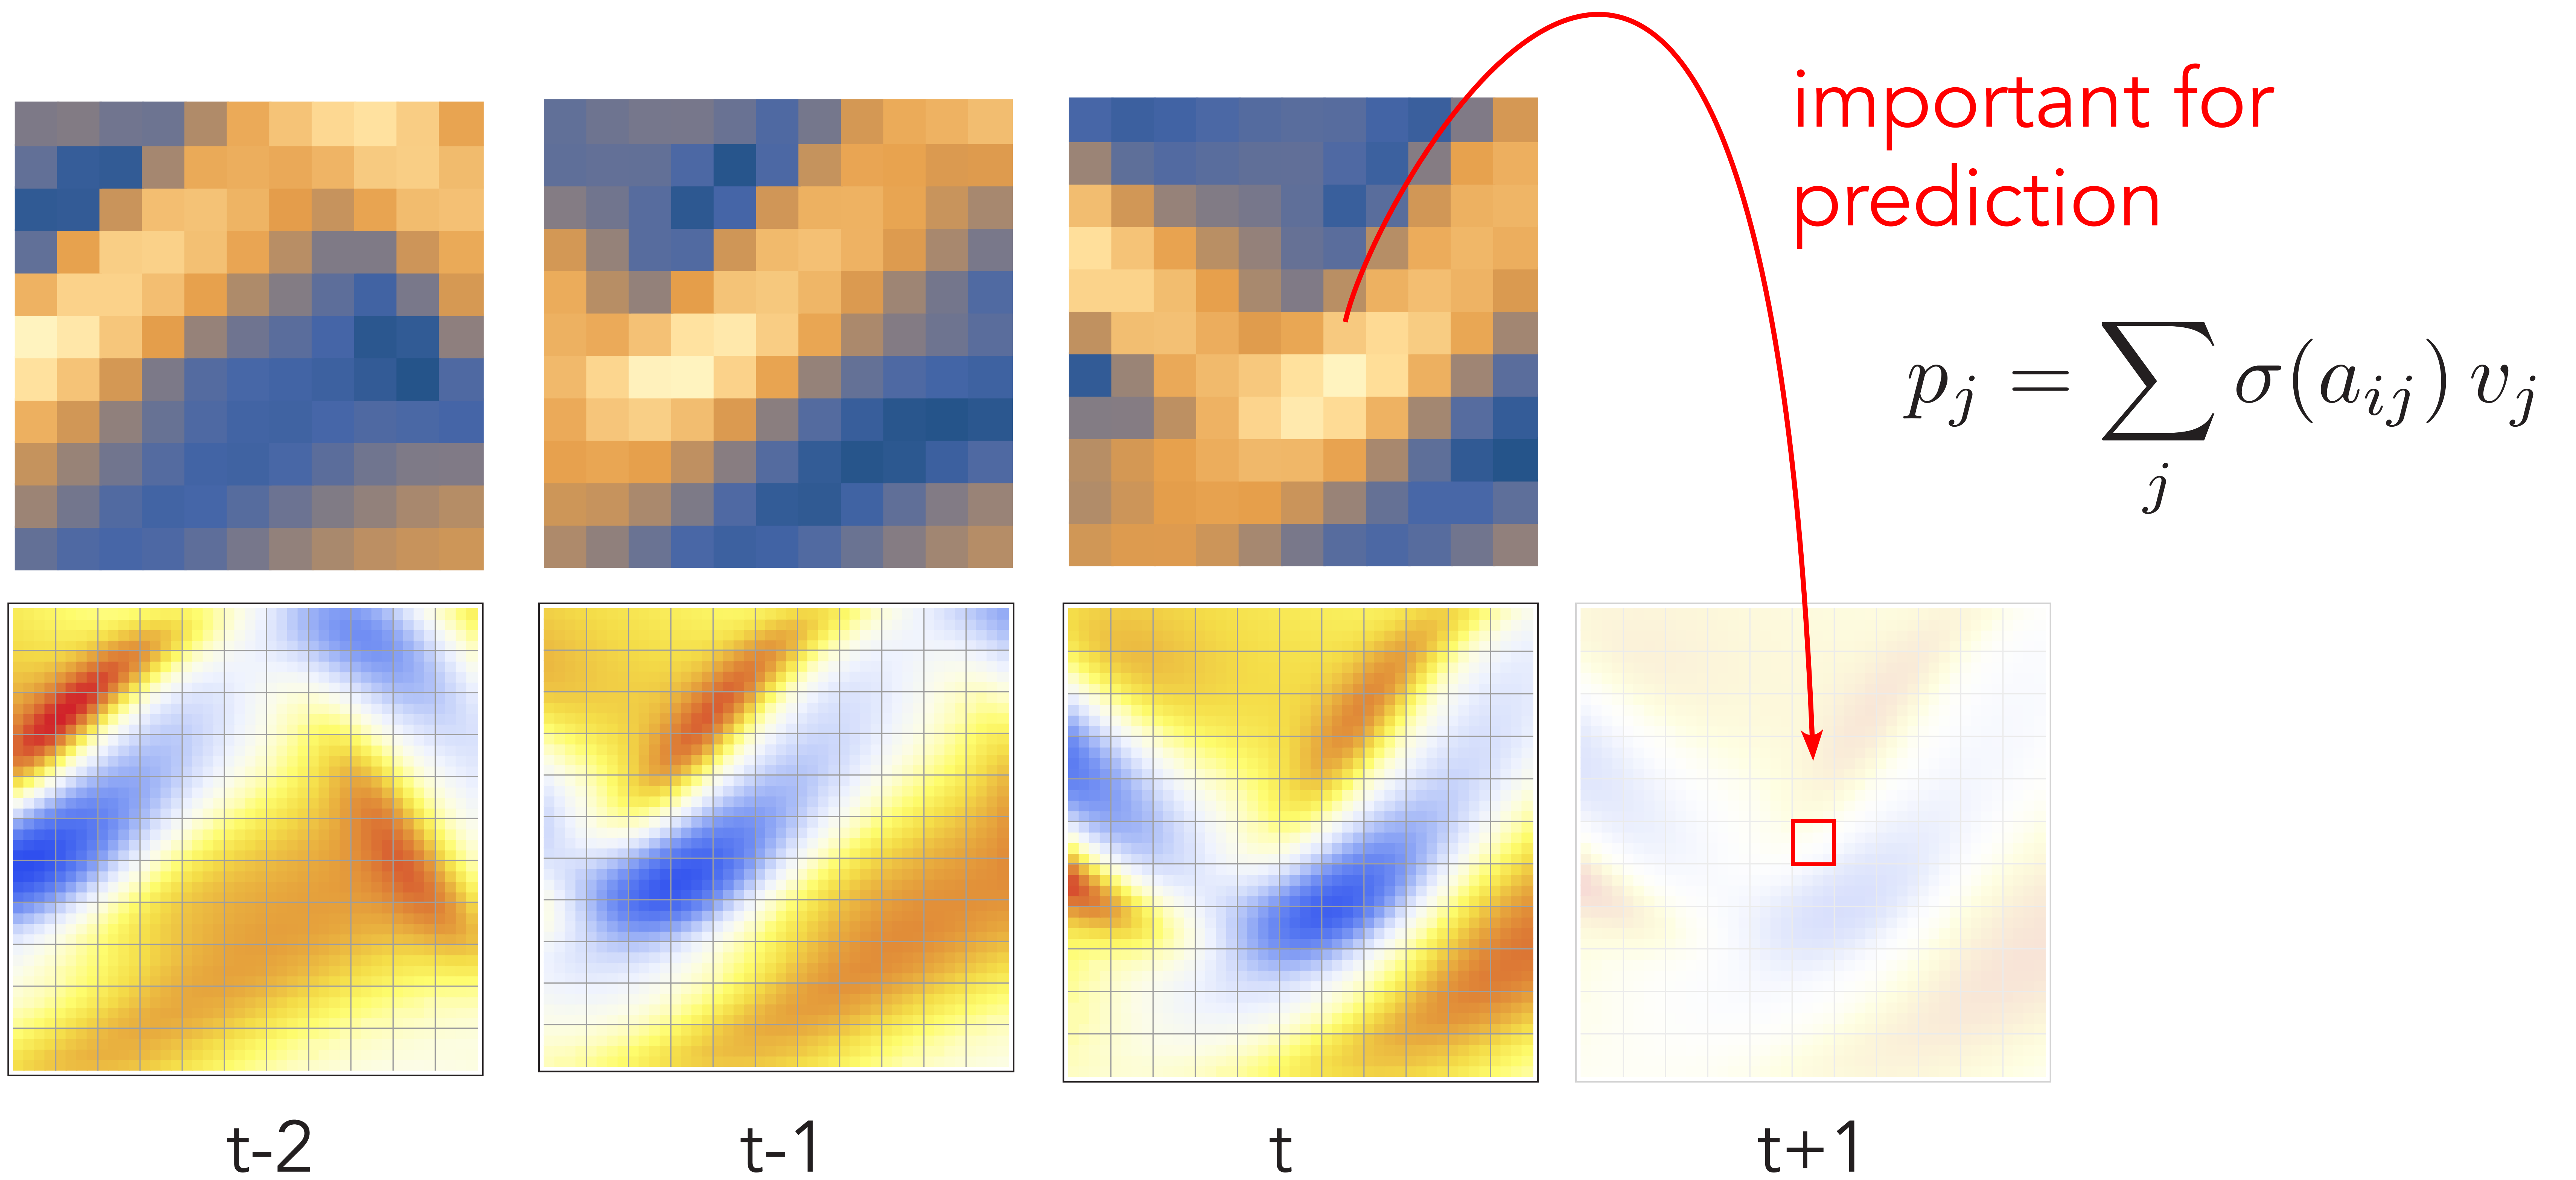 important for
prediction
p_j = \sum_j \sigma(a_{ij}) v_j
t-2
t-1
t
t+1